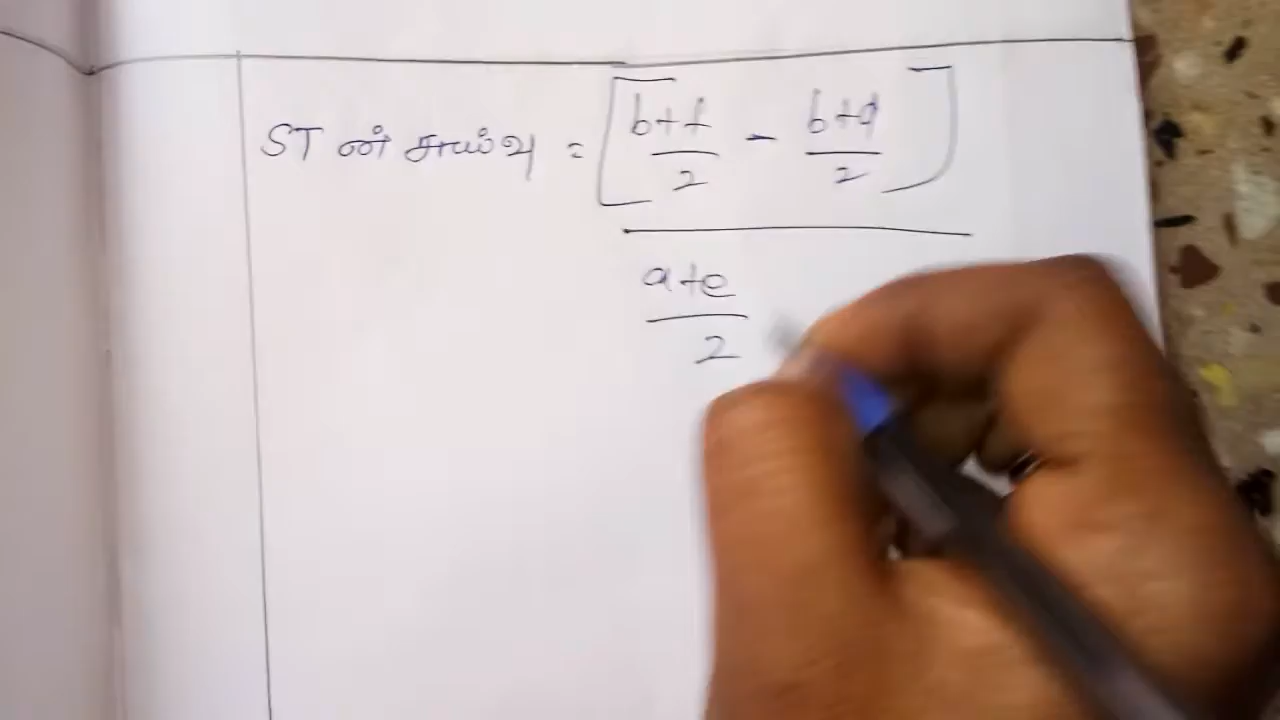 ST ன் சாய்வு = [b+f/2 - b+d/2]
a+e/2